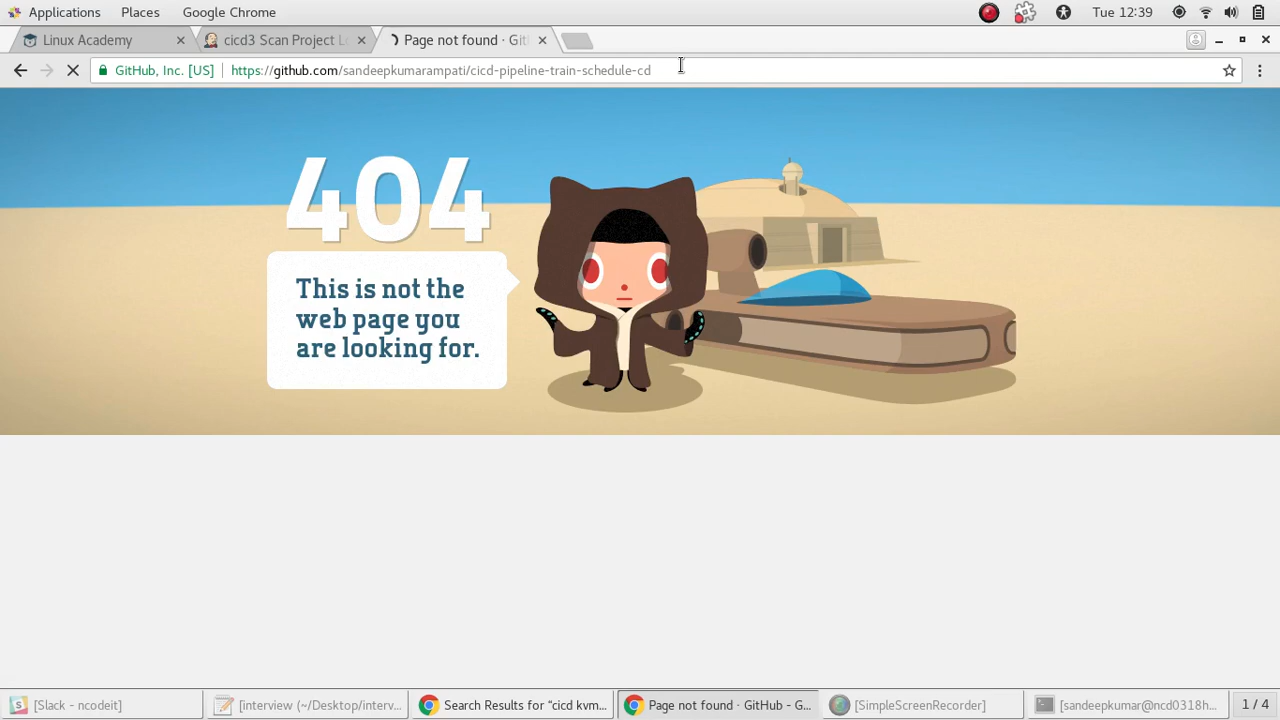 Applications Places Google Chrome Tue 12:39
Linux Academy cicd3 Scan Project L Page not found · Git
GitHub, Inc. [US] https://github.com/sandeepkumarampati/cicd-pipeline-train-schedule-cd
404
This is not the
web page you
are looking for.
[Slack - ncodeit] [interview (~/Desktop/interv... Search Results for “cicd kvm... Page not found · GitHub - G... [SimpleScreenRecorder] [sandeepkumar@ncd0318h... 1 / 4